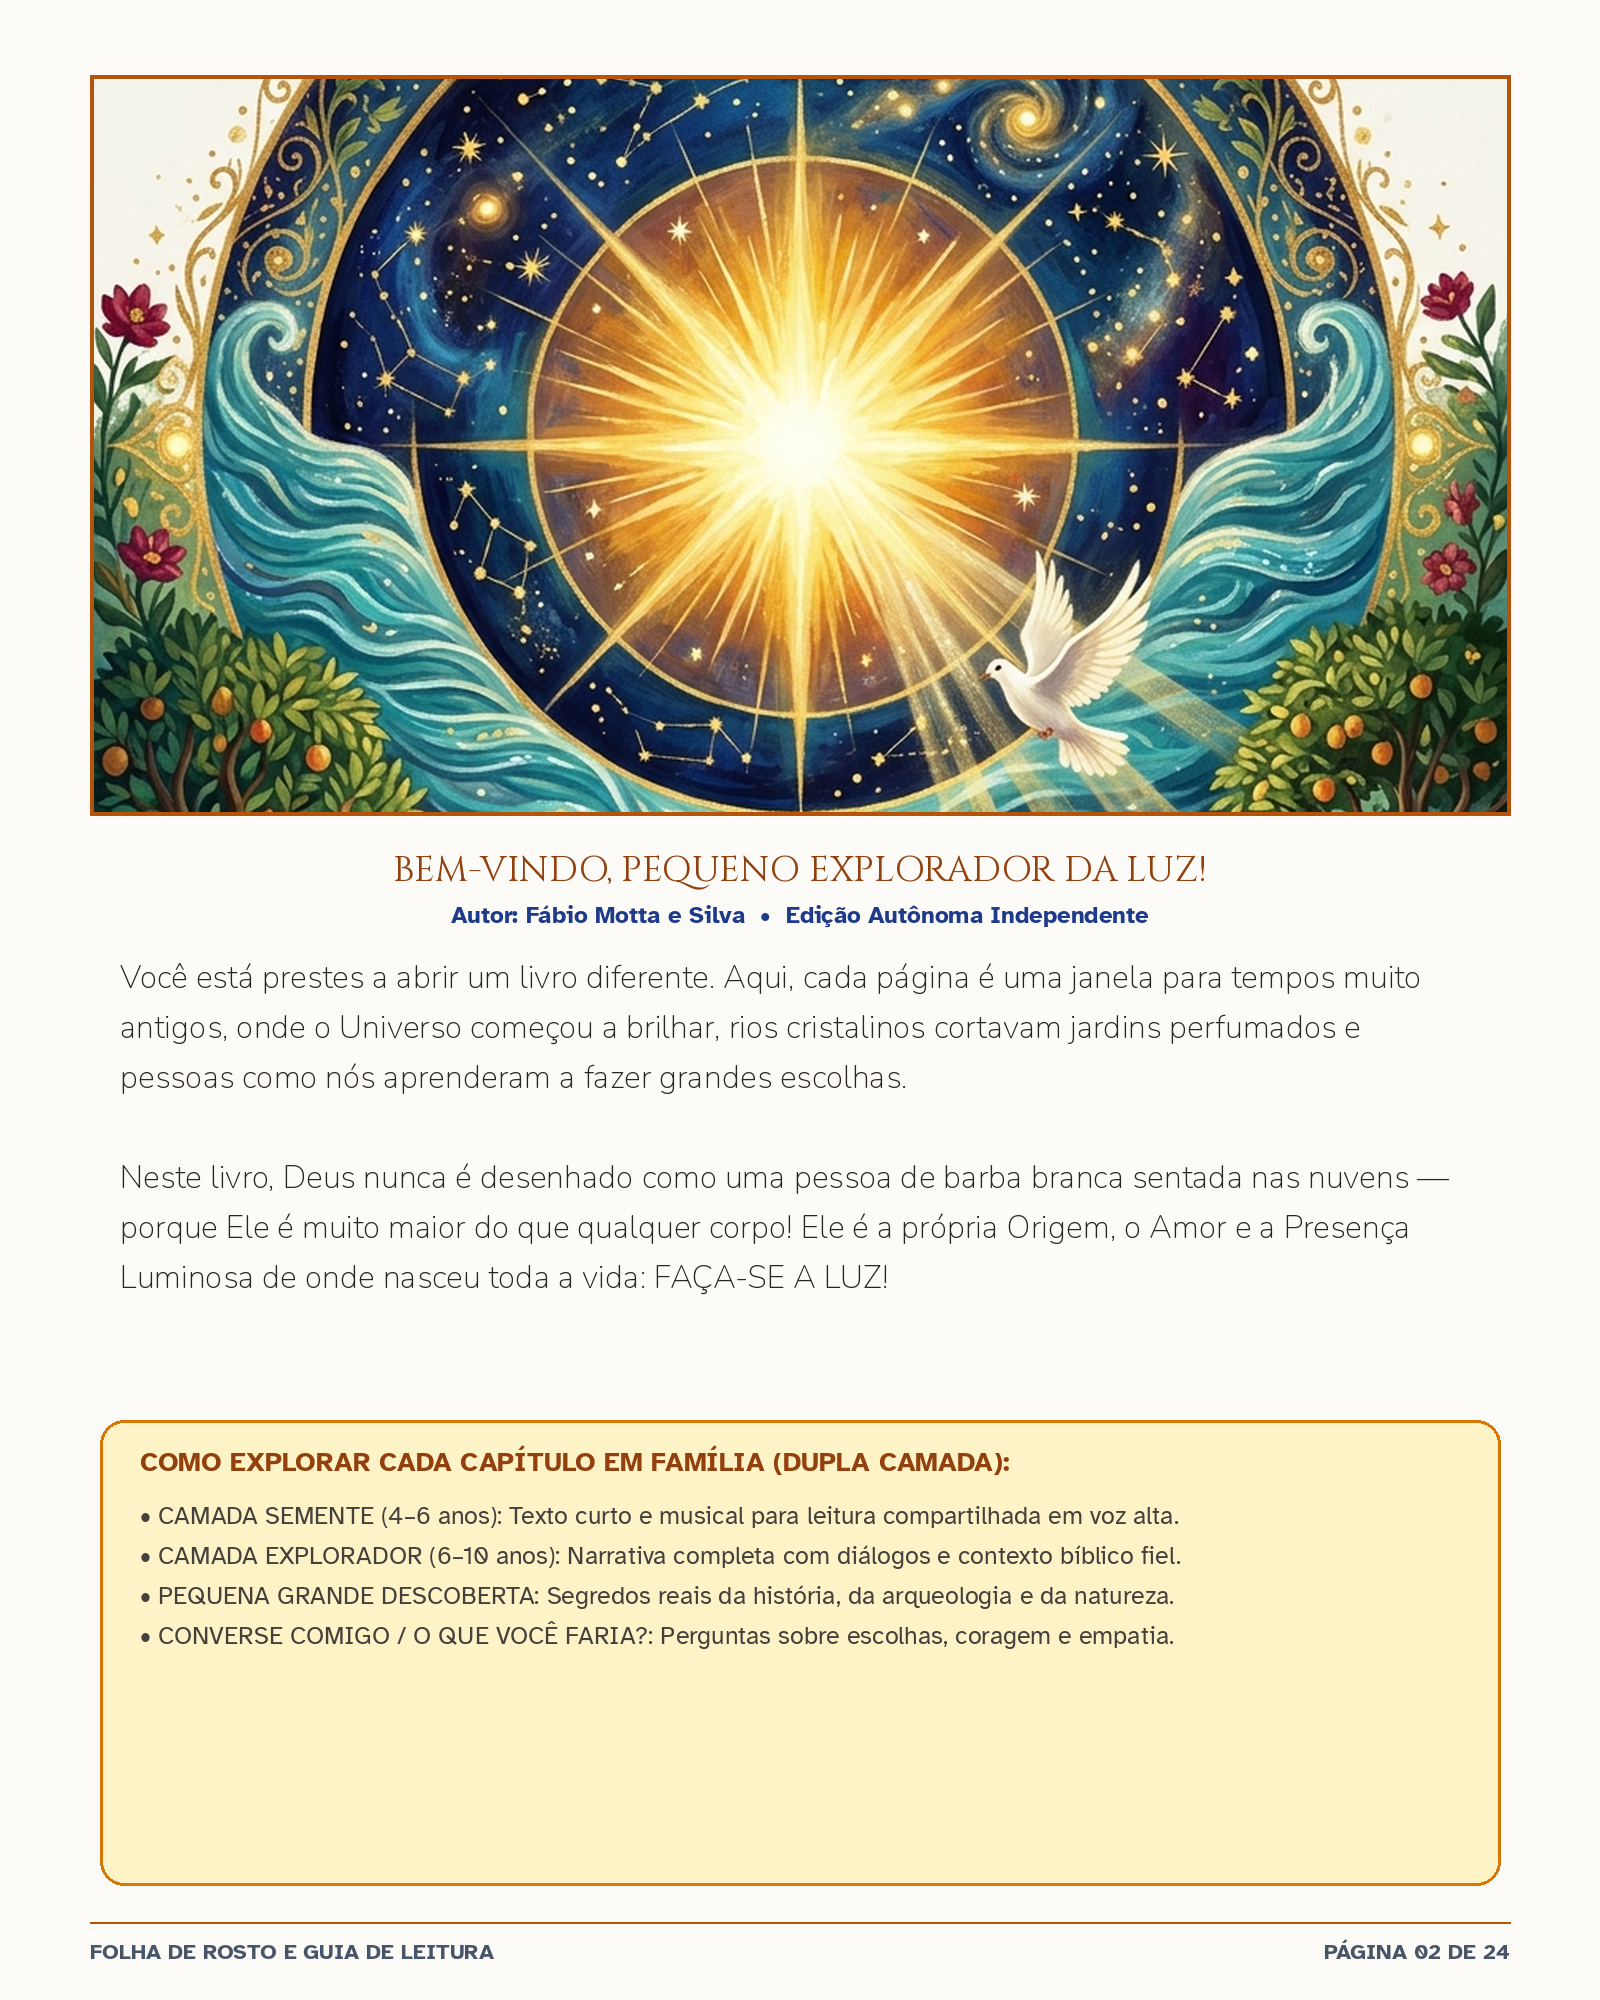 BEM-VINDO, PEQUENO EXPLORADOR DA LUZ!
Autor: Fábio Motta e Silva • Edição Autônoma Independente
Você está prestes a abrir um livro diferente. Aqui, cada página é uma janela para tempos muito
antigos, onde o Universo começou a brilhar, rios cristalinos cortavam jardins perfumados e
pessoas como nós aprenderam a fazer grandes escolhas.
Neste livro, Deus nunca é desenhado como uma pessoa de barba branca sentada nas nuvens —
porque Ele é muito maior do que qualquer corpo! Ele é a própria Origem, o Amor e a Presença
Luminosa de onde nasceu toda a vida: FAÇA-SE A LUZ!
COMO EXPLORAR CADA CAPÍTULO EM FAMÍLIA (DUPLA CAMADA):
• CAMADA SEMENTE (4–6 anos): Texto curto e musical para leitura compartilhada em voz alta.
• CAMADA EXPLORADOR (6–10 anos): Narrativa completa com diálogos e contexto bíblico fiel.
• PEQUENA GRANDE DESCOBERTA: Segredos reais da história, da arqueologia e da natureza.
• CONVERSE COMIGO / O QUE VOCÊ FARIA?: Perguntas sobre escolhas, coragem e empatia.
FOLHA DE ROSTO E GUIA DE LEITURA
PÁGINA 02 DE 24